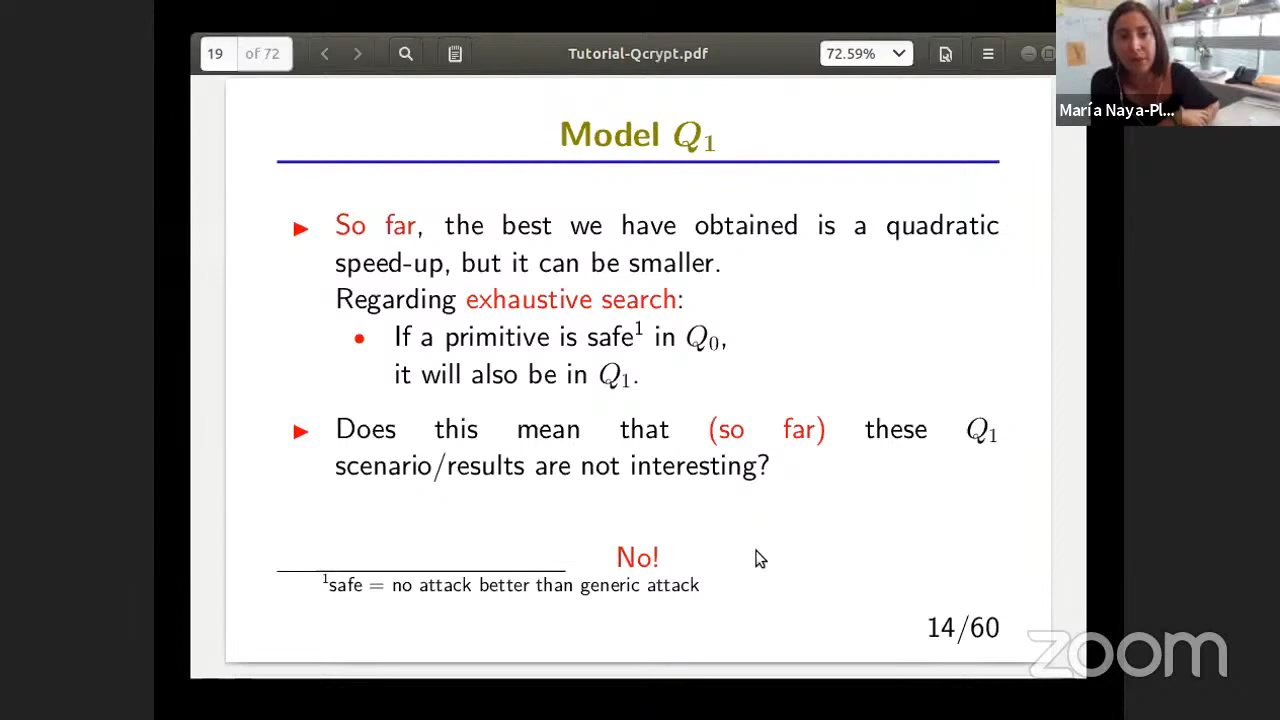 19 of 72
Tutorial-Qcrypt.pdf
72.59%
María Naya-Pl...
Model Q1
So far, the best we have obtained is a quadratic
speed-up, but it can be smaller.
Regarding exhaustive search:
• If a primitive is safe¹ in Q0,
it will also be in Q1.
Does this mean that (so far) these Q1
scenario/results are not interesting?
No!
¹safe = no attack better than generic attack
14/60
zoom